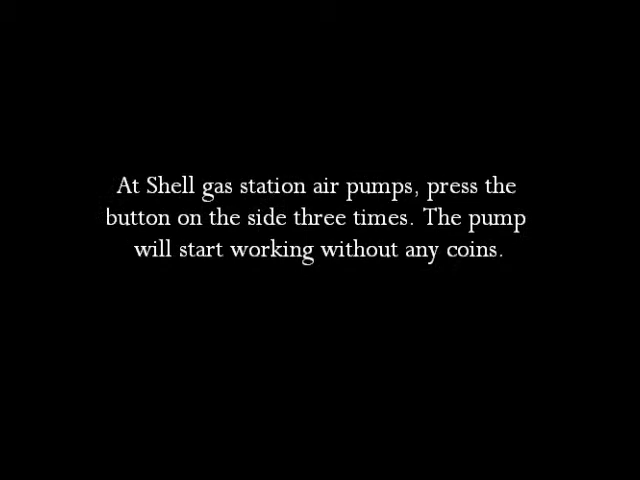 At Shell gas station air pumps, press the
button on the side three times. The pump
will start working without any coins.